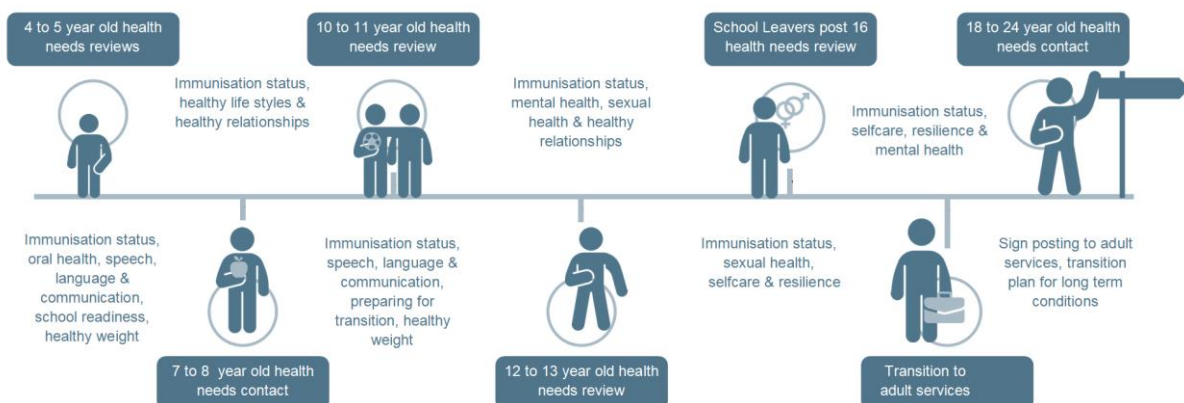 4 to 5 year old health
needs reviews
10 to 11 year old health
needs review
School Leavers post 16
health needs review
18 to 24 year old health
needs contact
Immunisation status,
healthy life styles &
healthy relationships
Immunisation status,
mental health, sexual
health & healthy
relationships
Immunisation status,
selfcare, resilience &
mental health
Immunisation status,
oral health, speech,
language &
communication,
school readiness,
healthy weight
Immunisation status,
speech, language &
communication,
preparing for
transition, healthy
weight
Immunisation status,
sexual health,
selfcare & resilience
Sign posting to adult
services, transition
plan for long term
conditions
7 to 8 year old health
needs contact
12 to 13 year old health
needs review
Transition to
adult services